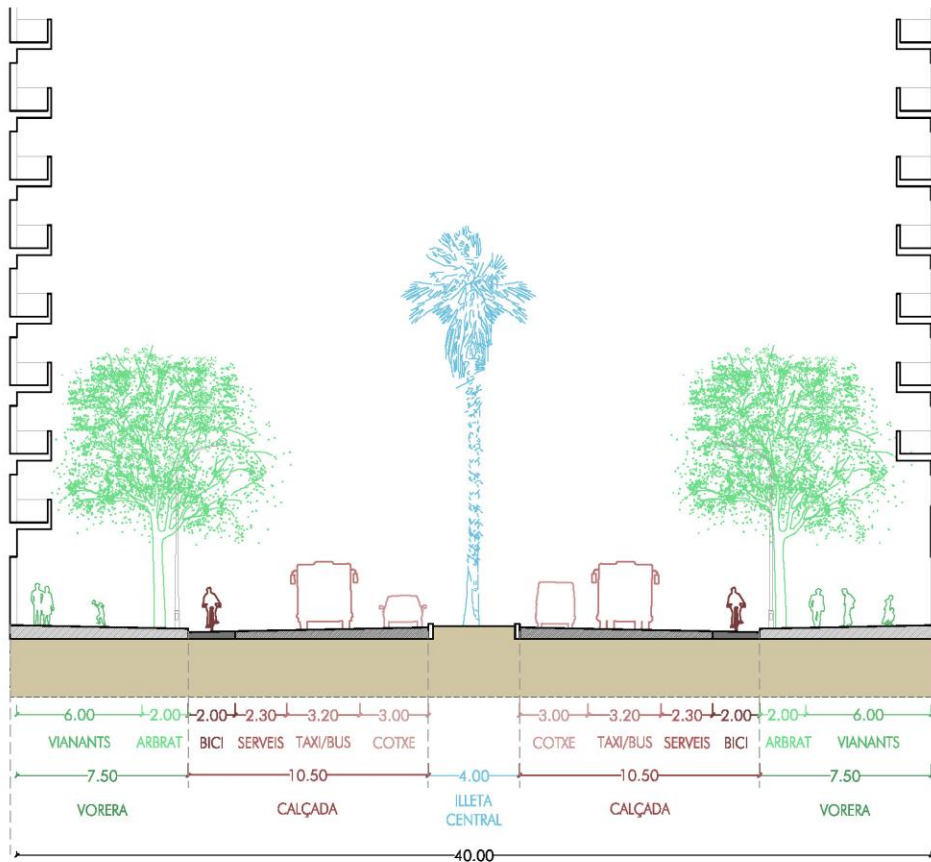 6.00 2.00 2.00 2.30 3.20 3.00 3.00 3.20 2.30 2.00 2.00 6.00
VIANANTS ARBRAT BICI SERVEIS TAXI/BUS COTXE COTXE TAXI/BUS SERVEIS BICI ARBRAT VIANANTS
7.50 10.50 4.00 10.50 7.50
VORERA CALÇADA ILLETA CALÇADA VORERA
CENTRAL
40.00